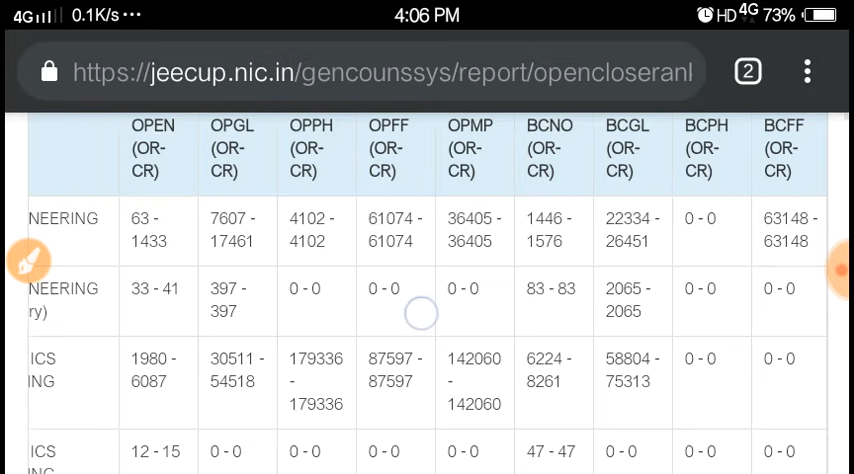 4G 0.1K/s ··· 4:06 PM HD 4G 73%
https://jeecup.nic.in/gencounssys/report/opencloseranl 2
OPEN OPGL OPPH OPFF OPMP BCNO BCGL BCPH BCFF
(OR- (OR- (OR- (OR- (OR- (OR- (OR- (OR- (OR-
CR) CR) CR) CR) CR) CR) CR) CR) CR)
NEERING 63 - 7607 - 4102 - 61074 - 36405 - 1446 - 22334 - 0 - 0 63148 -
1433 17461 4102 61074 36405 1576 26451 63148
NEERING 33 - 41 397 - 0 - 0 0 - 0 0 - 0 83 - 83 2065 - 0 - 0 0 - 0
ry) 397 2065
ICS 1980 - 30511 - 179336 87597 - 142060 6224 - 58804 - 0 - 0 0 - 0
ING 6087 54518 - 87597 - 8261 75313
179336 142060
ICS 12 - 15 0 - 0 0 - 0 0 - 0 0 - 0 47 - 47 0 - 0 0 - 0 0 - 0